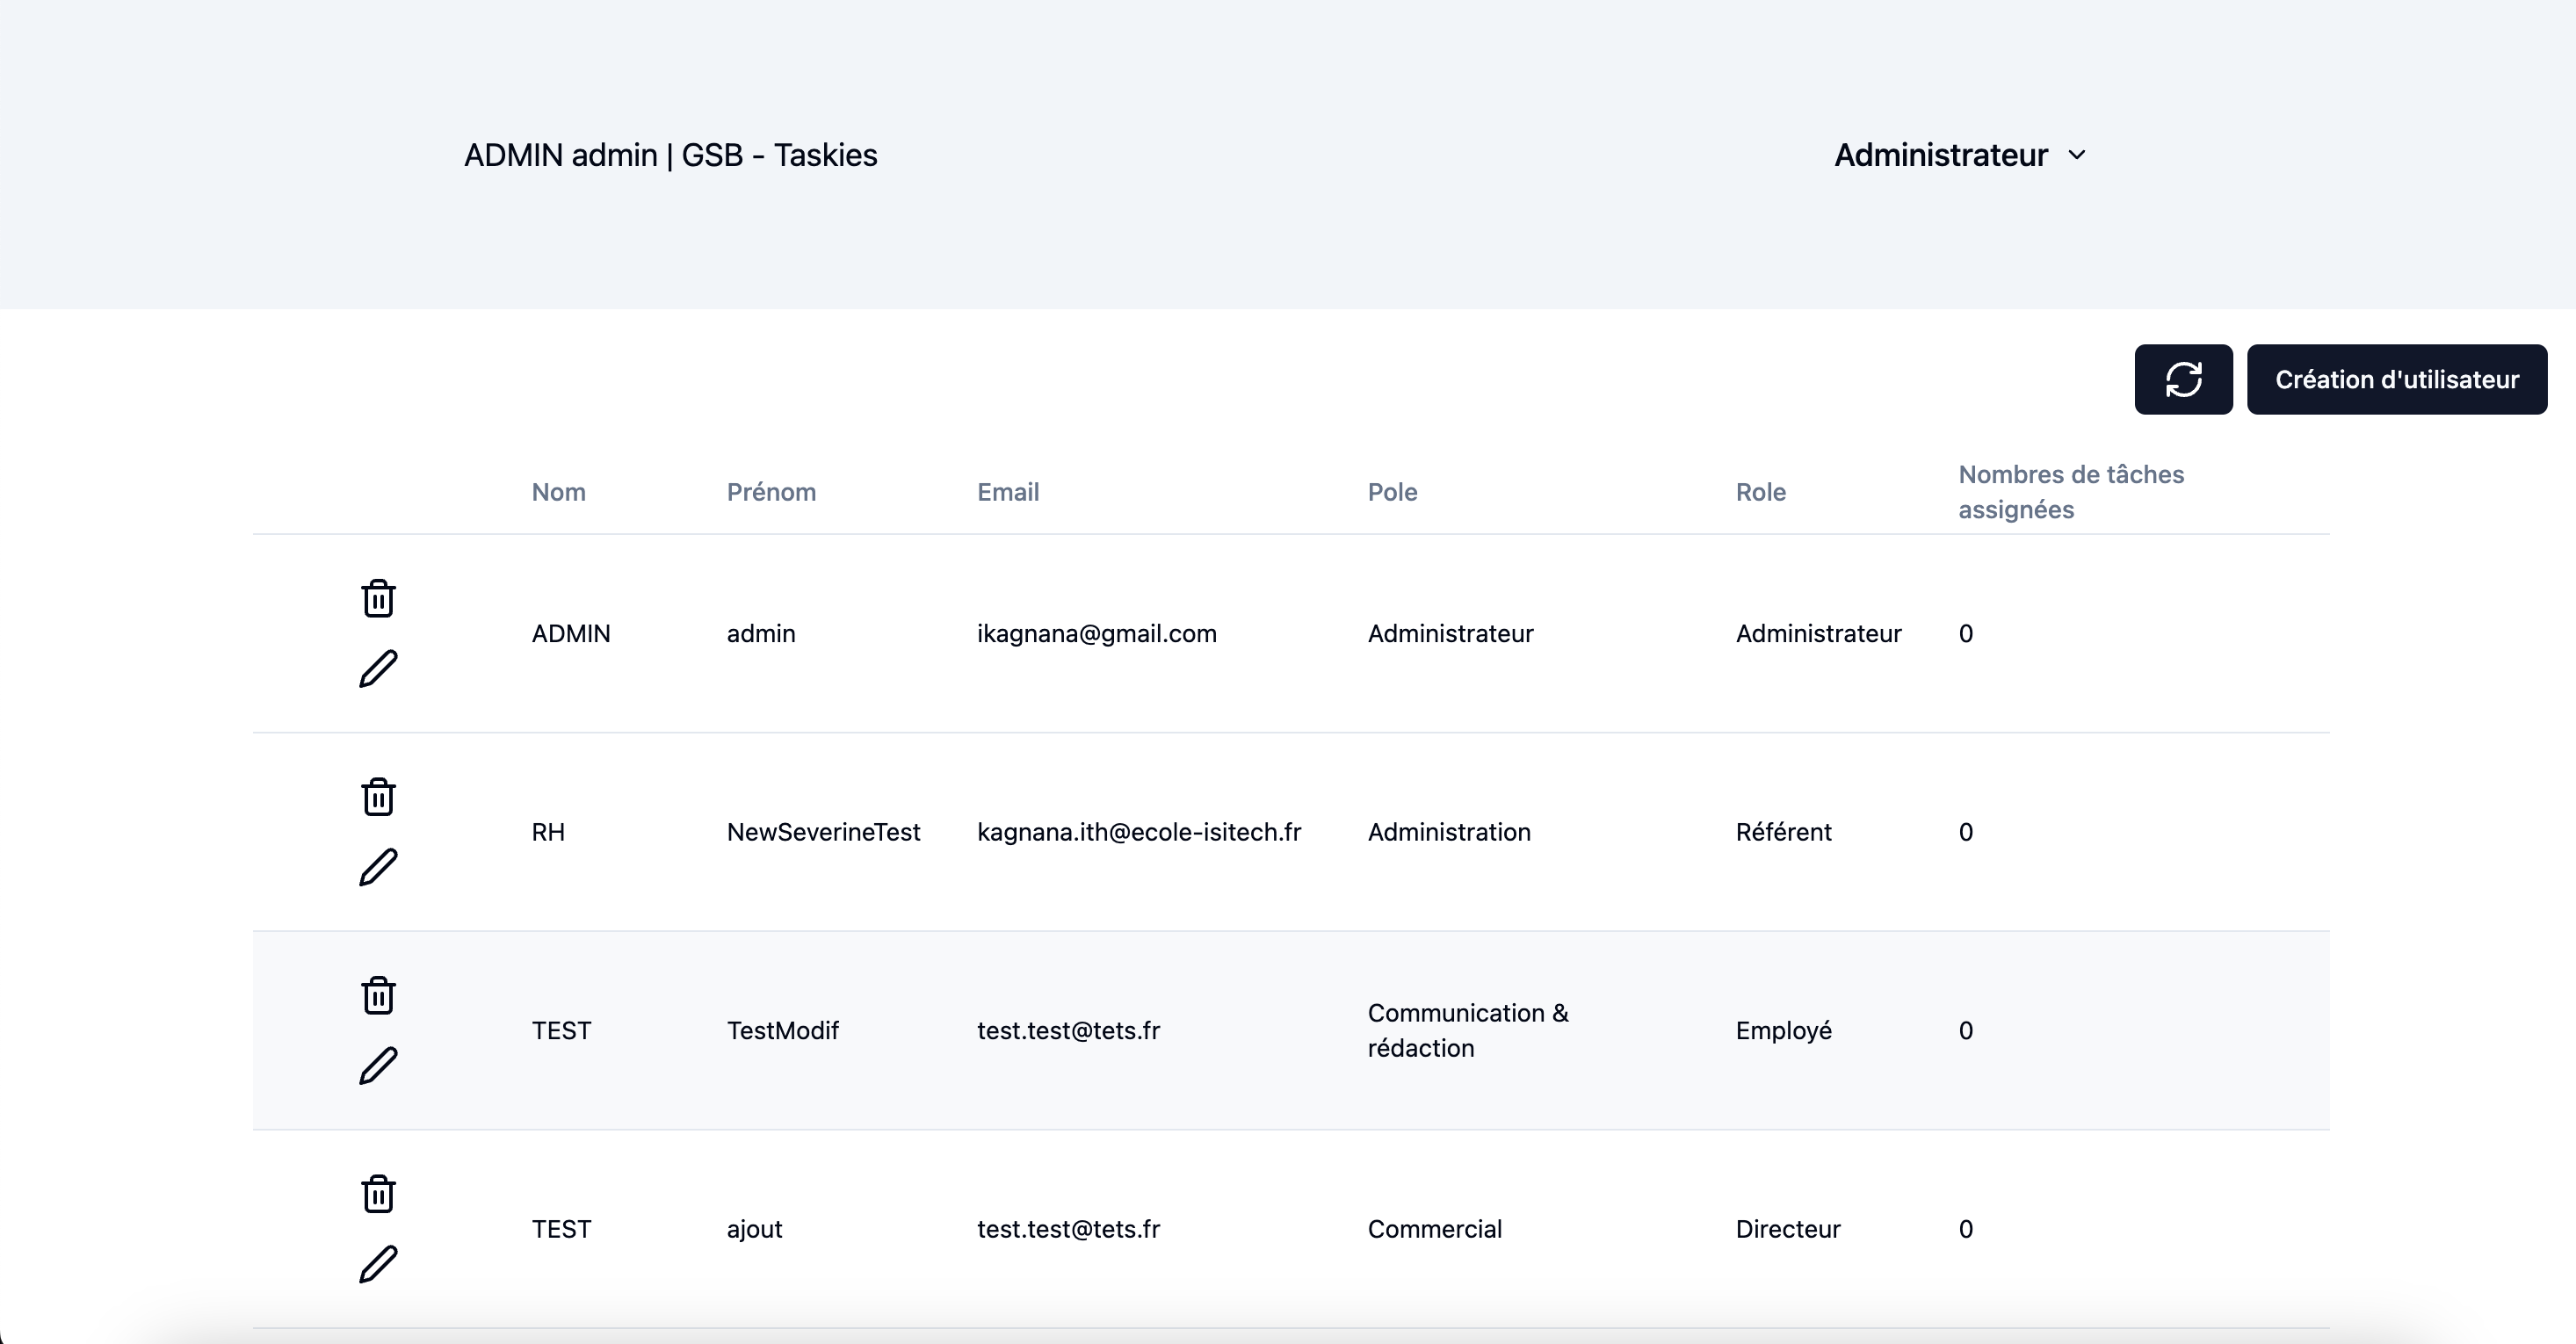 ADMIN admin | GSB - Taskies
Administrateur
Création d'utilisateur
Nom Prénom Email Pole Role Nombres de tâches
assignées
ADMIN admin ikagnana@gmail.com Administrateur Administrateur 0
RH NewSeverineTest kagnana.ith@ecole-isitech.fr Administration Référent 0
TEST TestModif test.test@tets.fr Communication &
rédaction Employé 0
TEST ajout test.test@tets.fr Commercial Directeur 0